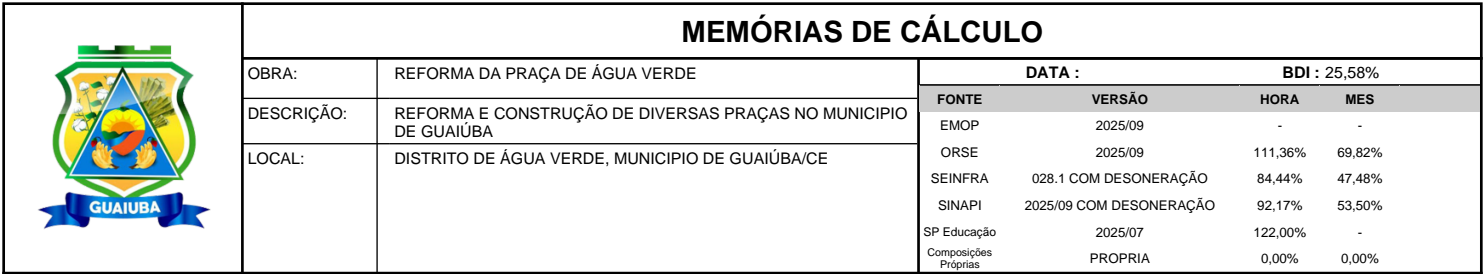 MEMÓRIAS DE CÁLCULO
GUAIUBA
OBRA: REFORMA DA PRAÇA DE ÁGUA VERDE
DESCRIÇÃO: REFORMA E CONSTRUÇÃO DE DIVERSAS PRAÇAS NO MUNICIPIO
DE GUAIÚBA
LOCAL: DISTRITO DE ÁGUA VERDE, MUNICIPIO DE GUAIÚBA/CE
DATA : BDI : 25,58%
FONTE VERSÃO HORA MES
EMOP 2025/09 - -
ORSE 2025/09 111,36% 69,82%
SEINFRA 028.1 COM DESONERAÇÃO 84,44% 47,48%
SINAPI 2025/09 COM DESONERAÇÃO 92,17% 53,50%
SP Educação 2025/07 122,00% -
Composições
Próprias PROPRIA 0,00% 0,00%